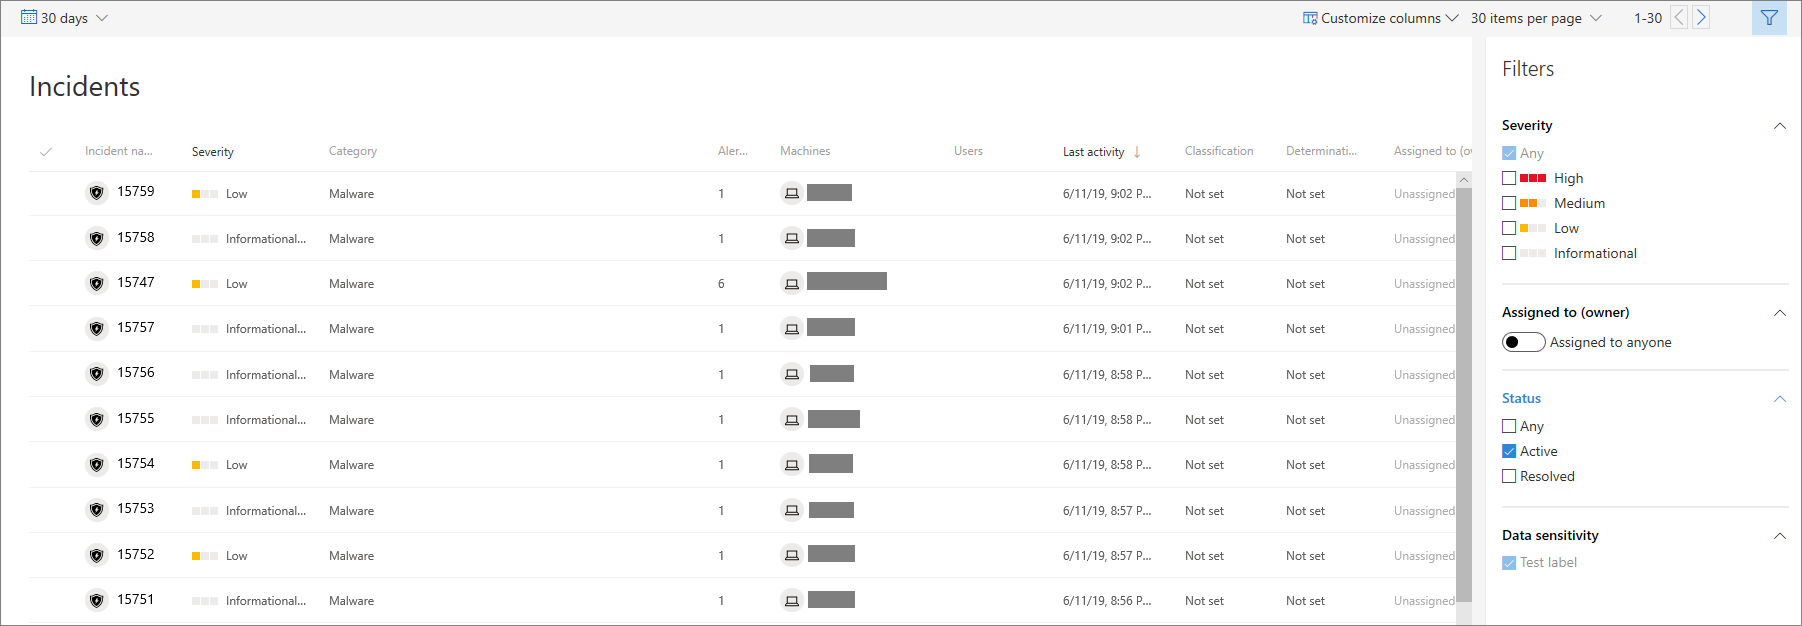 30 days Customize columns 30 items per page 1-30
Incidents
Incident na... Severity Category Aler... Machines Users Last activity ↓ Classification Determinati... Assigned to (o
15759 Low Malware 1 6/11/19, 9:02 P... Not set Not set Unassigned
15758 Informational... Malware 1 6/11/19, 9:02 P... Not set Not set Unassigned
15747 Low Malware 6 6/11/19, 9:02 P... Not set Not set Unassigned
15757 Informational... Malware 1 6/11/19, 9:01 P... Not set Not set Unassigned
15756 Informational... Malware 1 6/11/19, 8:58 P... Not set Not set Unassigned
15755 Informational... Malware 1 6/11/19, 8:58 P... Not set Not set Unassigned
15754 Low Malware 1 6/11/19, 8:58 P... Not set Not set Unassigned
15753 Informational... Malware 1 6/11/19, 8:57 P... Not set Not set Unassigned
15752 Low Malware 1 6/11/19, 8:57 P... Not set Not set Unassigned
15751 Informational... Malware 1 6/11/19, 8:56 P... Not set Not set Unassigned
Filters
Severity
Any
High
Medium
Low
Informational
Assigned to (owner)
Assigned to anyone
Status
Any
Active
Resolved
Data sensitivity
Test label